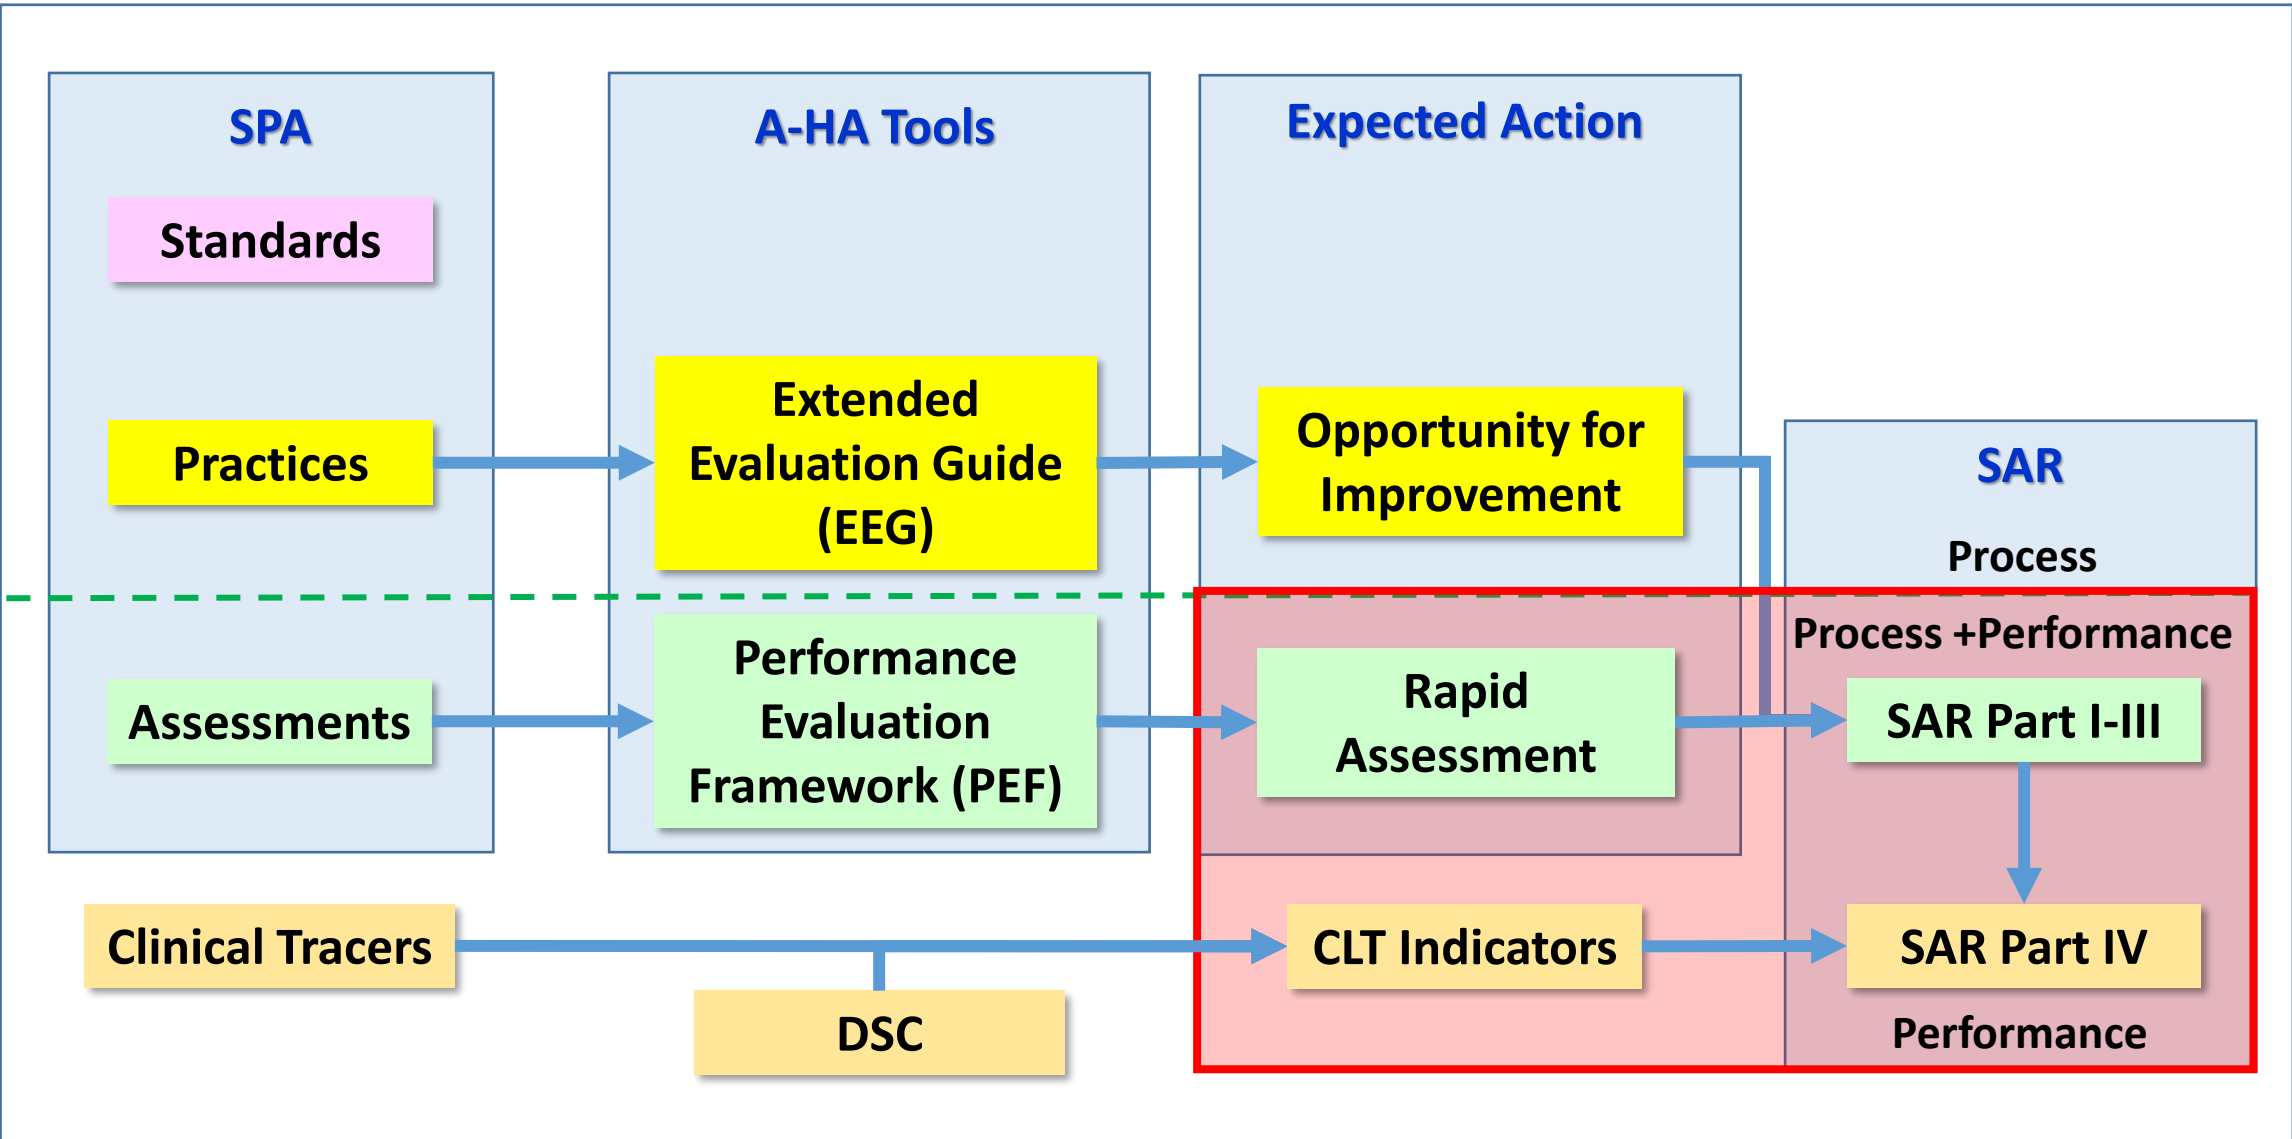 SPA
A-HA Tools
Expected Action
Standards
Extended
Evaluation Guide
(EEG)
Practices
Opportunity for
Improvement
SAR
Process
Process +Performance
Performance
Evaluation
Framework (PEF)
Assessments
Rapid
Assessment
SAR Part I-III
Clinical Tracers
CLT Indicators
SAR Part IV
DSC
Performance